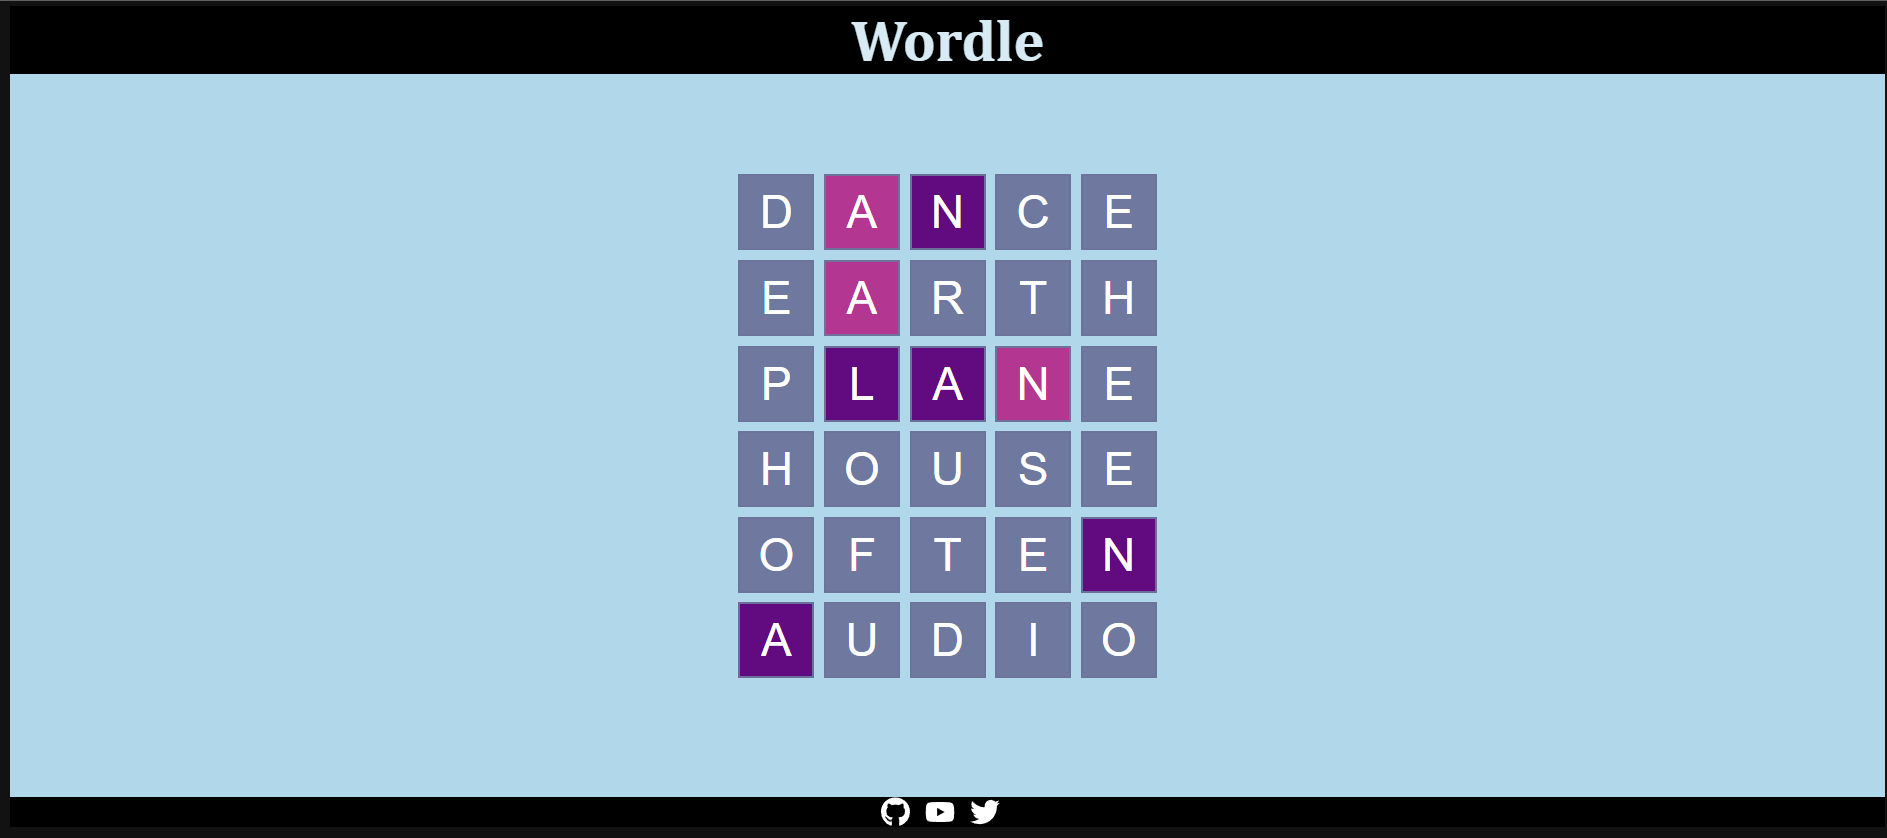 Wordle
D A N C E
E A R T H
P L A N E
H O U S E
O F T E N
A U D I O